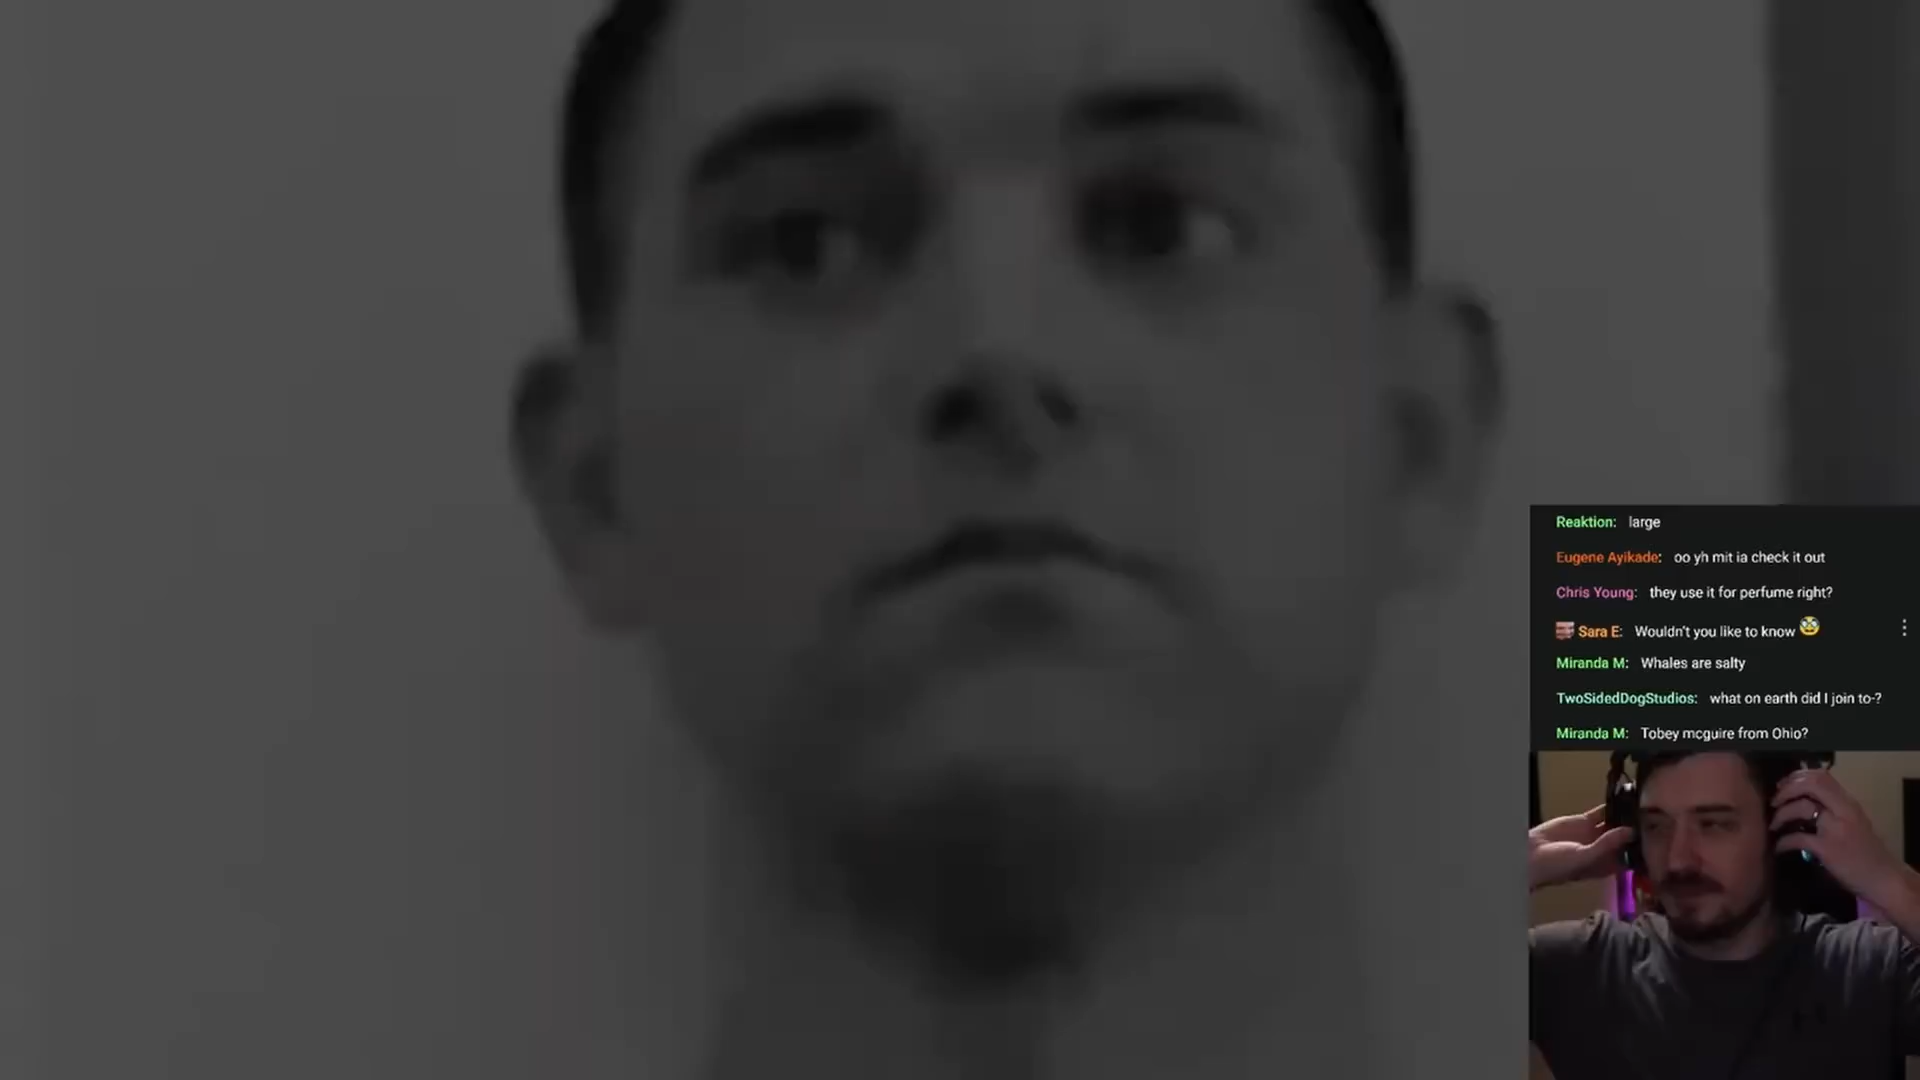 Reaktion: large
Eugene Ayikade: oo yh mit ia check it out
Chris Young: they use it for perfume right?
Sara E: Wouldn't you like to know
Miranda M: Whales are salty
TwoSidedDogStudios: what on earth did I join to-?
Miranda M: Tobey mcguire from Ohio?